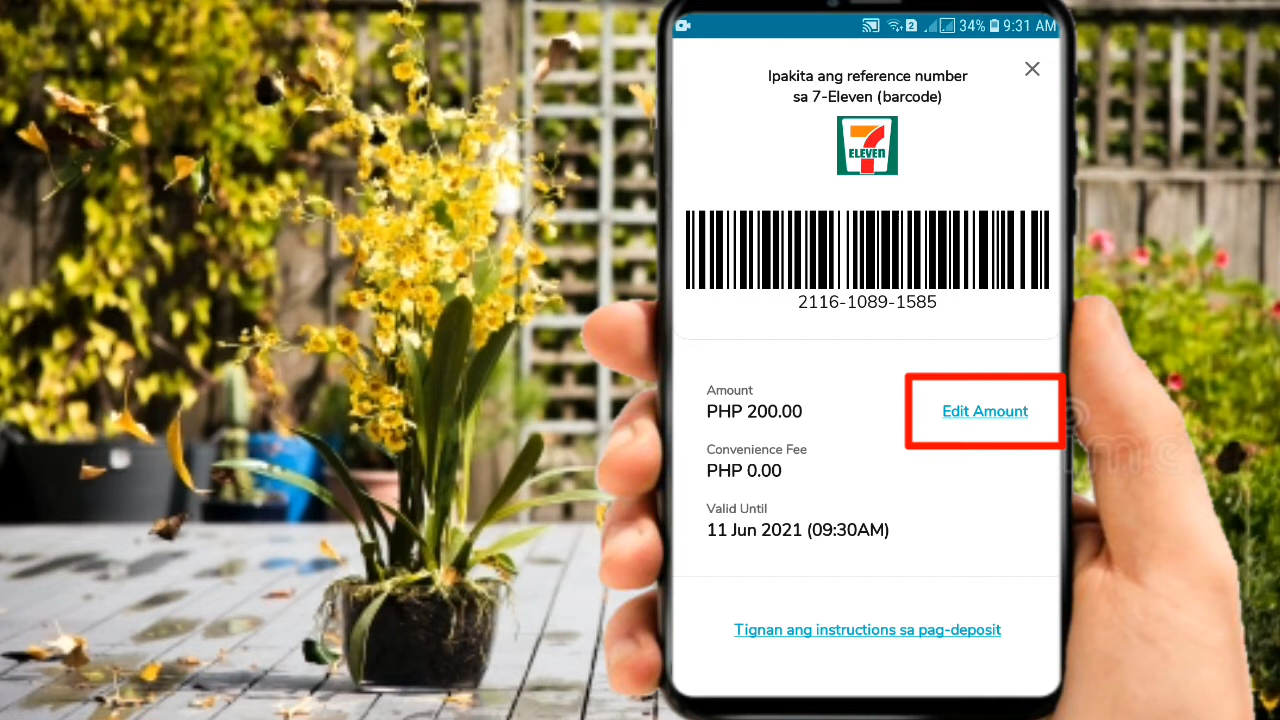 2 34% 9:31 AM
Ipakita ang reference number
sa 7-Eleven (barcode)
7
ELEVEN
2116-1089-1585
Amount
PHP 200.00
Edit Amount
Convenience Fee
PHP 0.00
Valid Until
11 Jun 2021 (09:30AM)
Tignan ang instructions sa pag-deposit